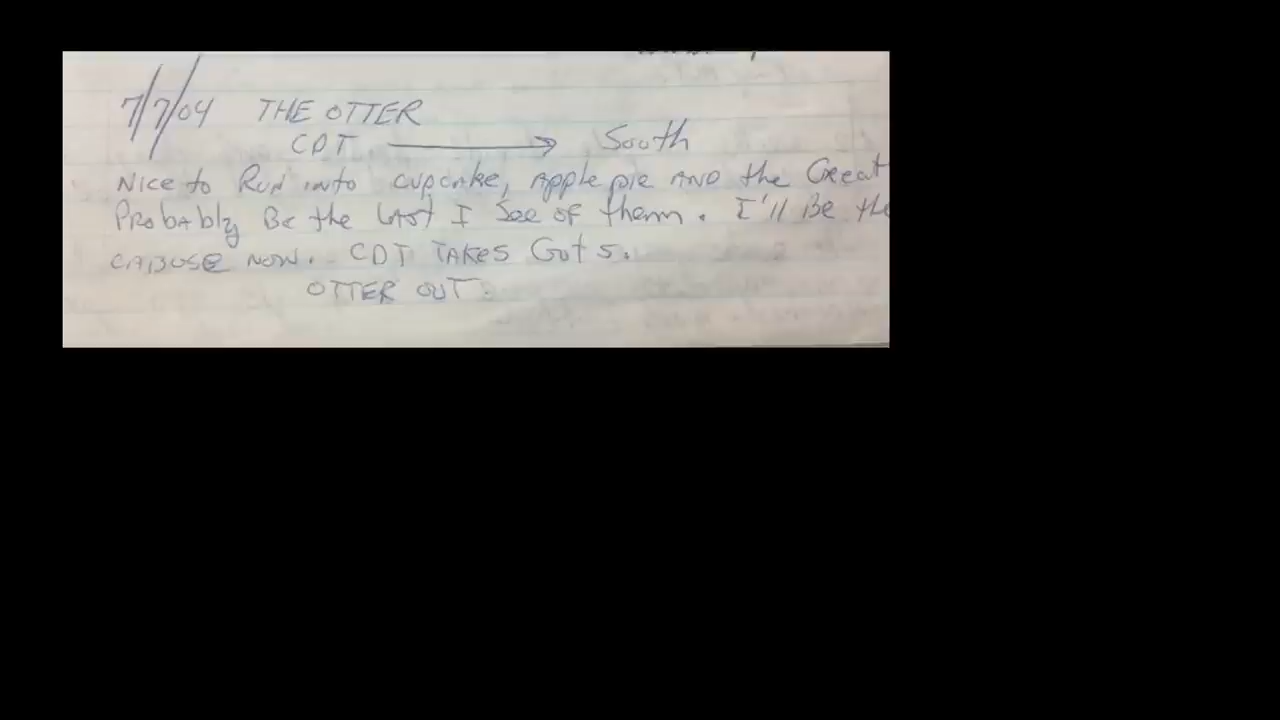 7/7/04 THE OTTER
CDT → South
Nice to Run into cupcake, Apple pie AND the Great
Probably Be the LAst I See of them. I'll Be the
CABUSE NOW. CDT TAKES Guts.
OTTER OUT.